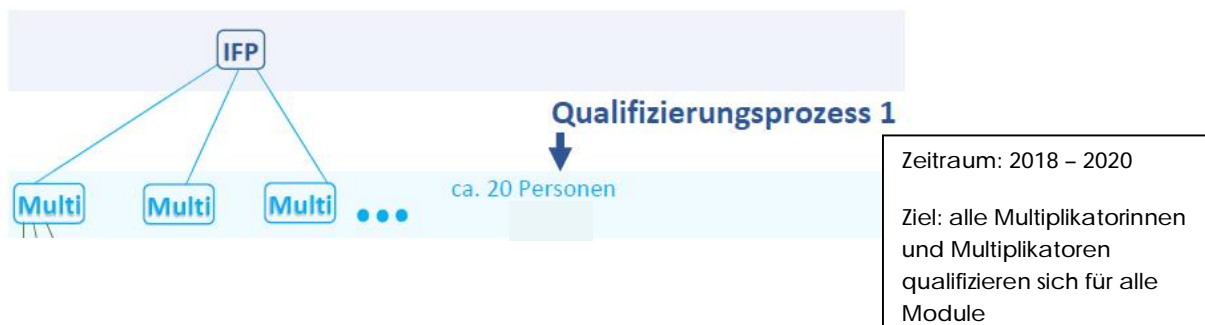 IFP
Qualifizierungsprozess 1
ca. 20 Personen
Multi Multi Multi ...
Zeitraum: 2018 – 2020
Ziel: alle Multiplikatorinnen
und Multiplikatoren
qualifizieren sich für alle
Module